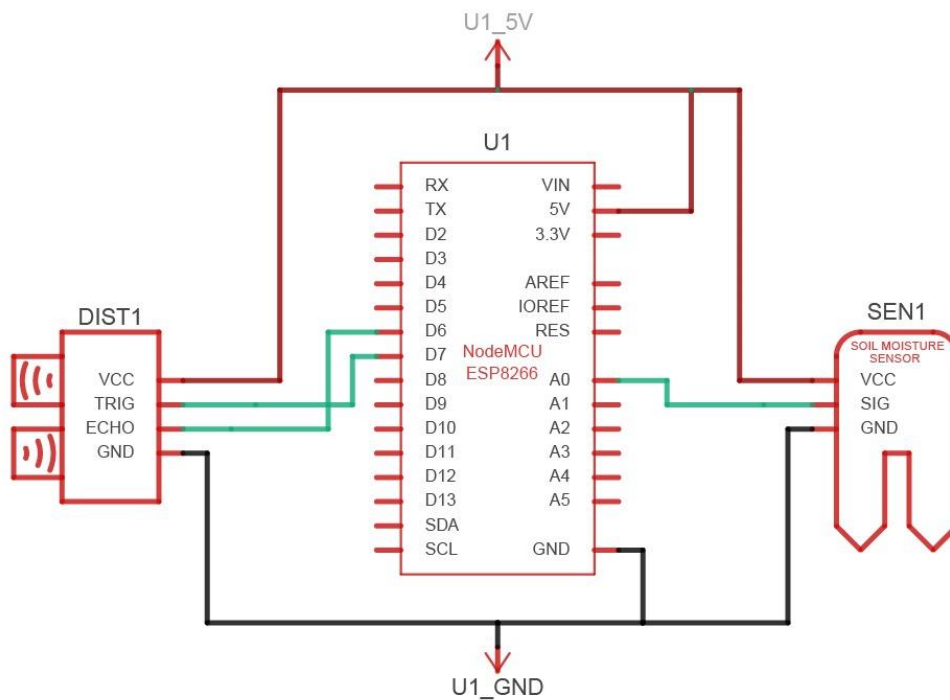 U1_5V
U1
RX
TX
D2
D3
D4
D5
D6
D7
D8
D9
D10
D11
D12
D13
SDA
SCL
NodeMCU
ESP8266
VIN
5V
3.3V
AREF
IOREF
RES
A0
A1
A2
A3
A4
A5
GND
DIST1
VCC
TRIG
ECHO
GND
SEN1
SOIL MOISTURE
SENSOR
VCC
SIG
GND
U1_GND